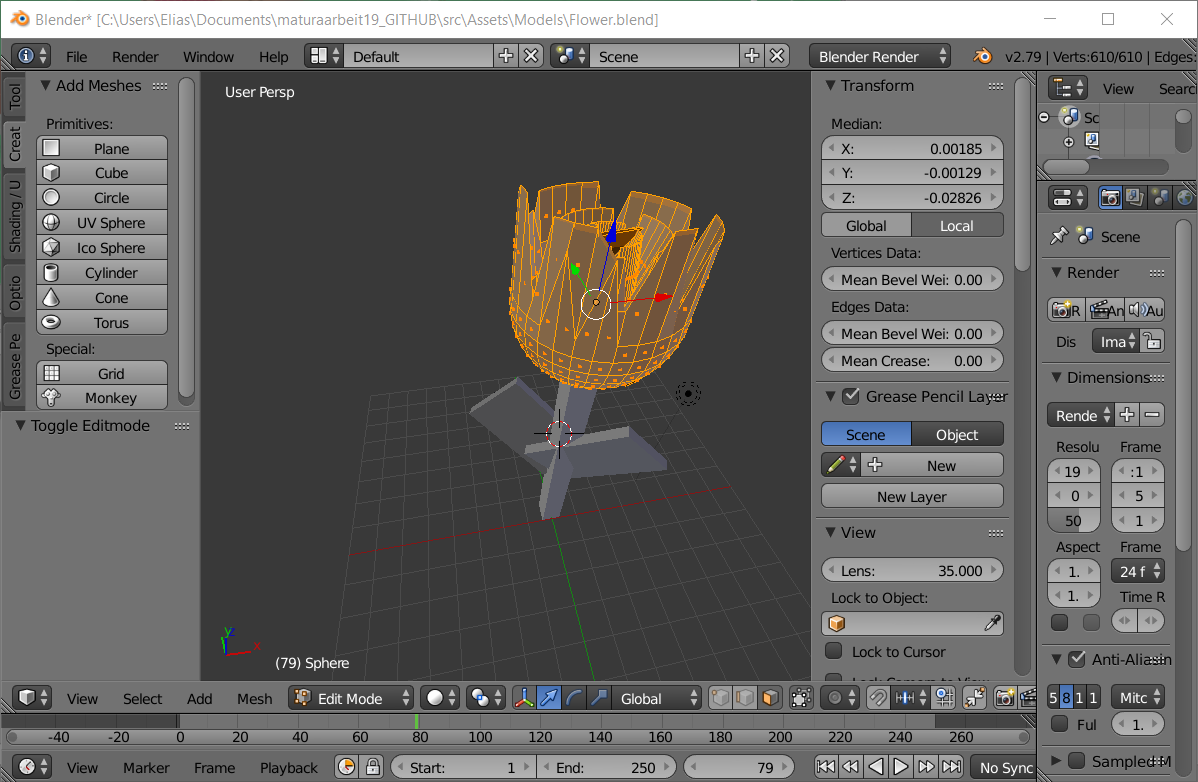 Blender* [C:\Users\Elias\Documents\maturaarbeit19_GITHUB\src\Assets\Models\Flower.blend]
File Render Window Help Default Scene Blender Render v2.79 | Verts:610/610 | Edges:
Tool
Creat
Shading / U
Optio
Grease Pe
Add Meshes
Primitives:
Plane
Cube
Circle
UV Sphere
Ico Sphere
Cylinder
Cone
Torus
Special:
Grid
Monkey
Toggle Editmode
User Persp
(79) Sphere
Transform
Median:
X: 0.00185
Y: -0.00129
Z: -0.02826
Global Local
Vertices Data:
Mean Bevel Wei: 0.00
Edges Data:
Mean Bevel Wei: 0.00
Mean Crease: 0.00
Grease Pencil Layer
Scene Object
New
New Layer
View
Lens: 35.000
Lock to Object:
Lock to Cursor
Lock Camera to View
View Searc
Sc
Scene
Render
R An Au
Dis Ima
Dimensions
Rende
Resolu Frame
19 :1
0 5
50 1
Aspect Frame
1. 24 f
1. Time R
Anti-Aliasin
5 8 1 1 Mitc
Ful 1.
Sampled M
View Select Add Mesh Edit Mode Global
-40 -20 0 20 40 60 80 100 120 140 160 180 200 220 240 260
View Marker Frame Playback Start: 1 End: 250 79 No Sync